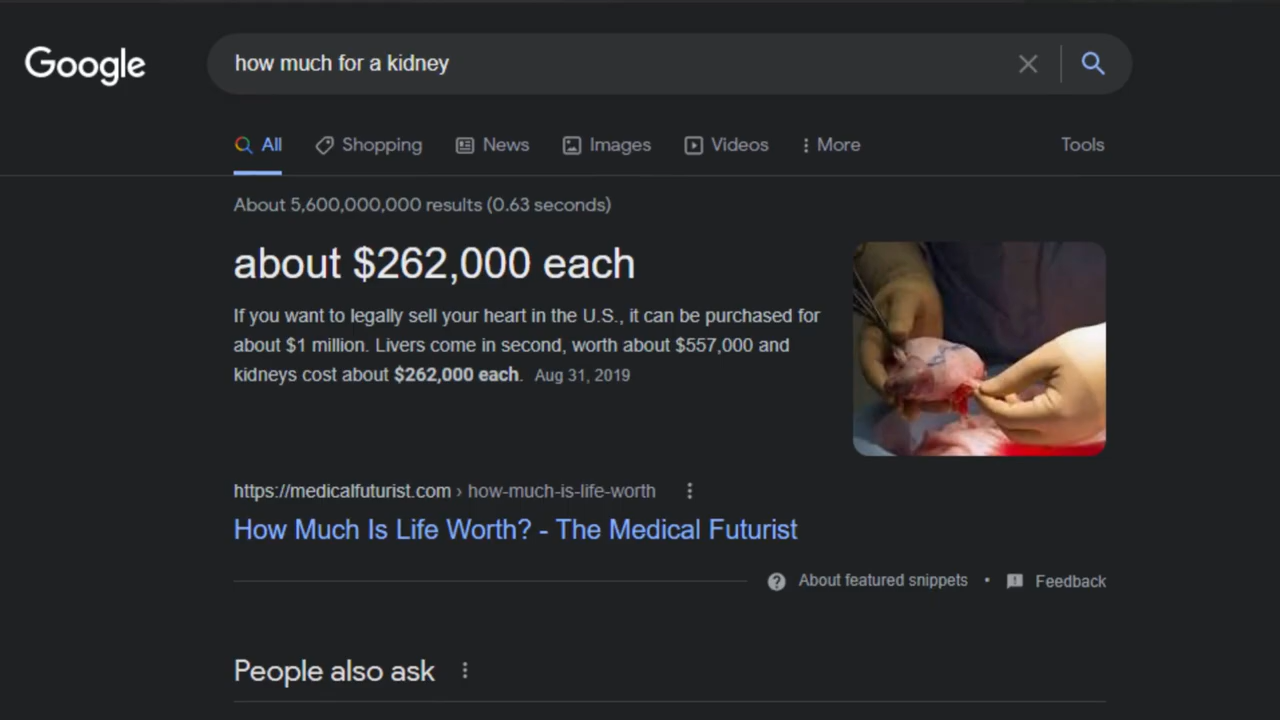 Google
how much for a kidney
All Shopping News Images Videos More Tools
About 5,600,000,000 results (0.63 seconds)
about $262,000 each
If you want to legally sell your heart in the U.S., it can be purchased for
about $1 million. Livers come in second, worth about $557,000 and
kidneys cost about $262,000 each. Aug 31, 2019
https://medicalfuturist.com › how-much-is-life-worth
How Much Is Life Worth? - The Medical Futurist
About featured snippets • Feedback
People also ask